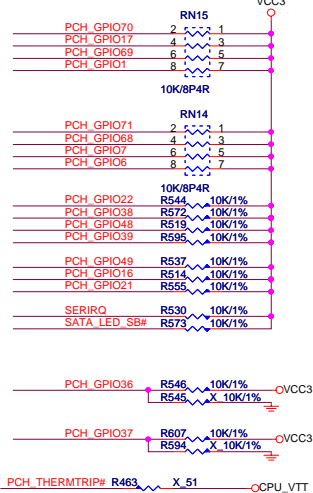 VCC3
RN15
PCH_GPIO70 2 1
PCH_GPIO17 4 3
PCH_GPIO69 6 5
PCH_GPIO1 8 7
10K/8P4R
RN14
PCH_GPIO71 2 1
PCH_GPIO68 4 3
PCH_GPIO7 6 5
PCH_GPIO6 8 7
10K/8P4R
PCH_GPIO22 R544 10K/1%
PCH_GPIO38 R572 10K/1%
PCH_GPIO48 R519 10K/1%
PCH_GPIO39 R595 10K/1%
PCH_GPIO49 R537 10K/1%
PCH_GPIO16 R514 10K/1%
PCH_GPIO21 R555 10K/1%
SERIRQ R530 10K/1%
SATA_LED_SB# R573 10K/1%
PCH_GPIO36 R546 10K/1% VCC3
R545 X_10K/1%
PCH_GPIO37 R607 10K/1% VCC3
R594 X_10K/1%
PCH_THERMTRIP# R463 X_51 CPU_VTT